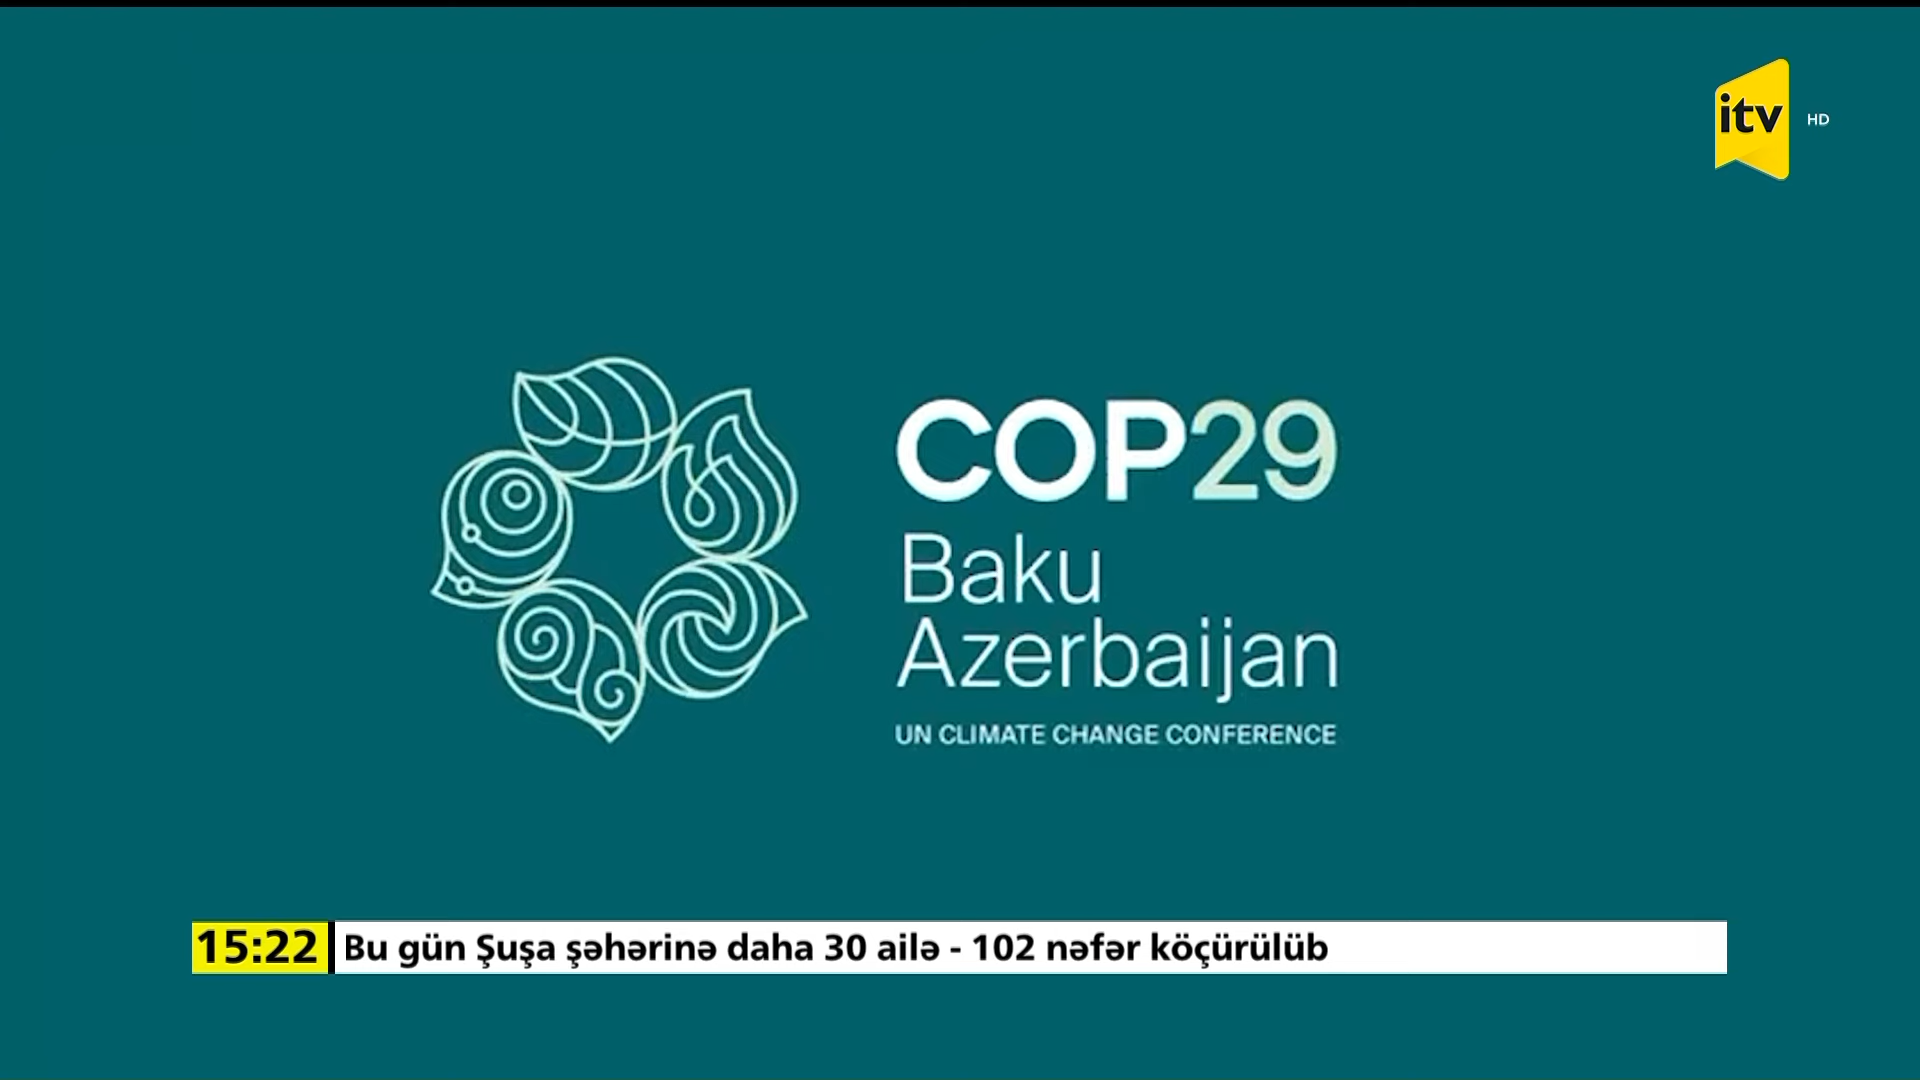 itv HD
COP29
Baku
Azerbaijan
UN CLIMATE CHANGE CONFERENCE
15:22 Bu gün Şuşa şəhərinə daha 30 ailə - 102 nəfər köçürülüb